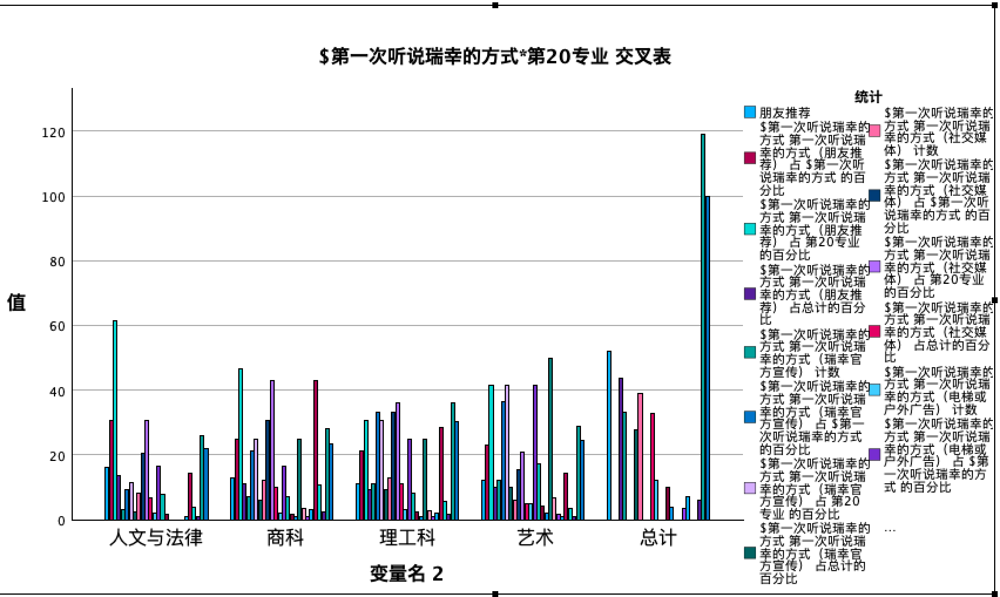 $第一次听说瑞幸的方式*第20专业 交叉表
值
120
100
80
60
40
20
0
人文与法律
商科
理工科
艺术
总计
变量名 2
统计
朋友推荐
$第一次听说瑞幸的
方式 第一次听说瑞
幸的方式（朋友推
荐） 占 $第一次听
说瑞幸的方式 的百
分比
$第一次听说瑞幸的
方式 第一次听说瑞
幸的方式（朋友推
荐） 占 第20专业
的百分比
$第一次听说瑞幸的
方式 第一次听说瑞
幸的方式（朋友推
荐） 占总计的百分
比
$第一次听说瑞幸的
方式 第一次听说瑞
幸的方式（瑞幸官
方宣传） 计数
$第一次听说瑞幸的
方式 第一次听说瑞
幸的方式（瑞幸官
方宣传） 占 $第一
次听说瑞幸的方式
的百分比
$第一次听说瑞幸的
方式 第一次听说瑞
幸的方式（瑞幸官
方宣传） 占 第20
专业 的百分比
$第一次听说瑞幸的
方式 第一次听说瑞
幸的方式（瑞幸官
方宣传） 占总计的
百分比
$第一次听说瑞幸的
方式 第一次听说瑞
幸的方式（社交媒
体） 计数
$第一次听说瑞幸的
方式 第一次听说瑞
幸的方式（社交媒
体） 占 $第一次听
说瑞幸的方式 的百
分比
$第一次听说瑞幸的
方式 第一次听说瑞
幸的方式（社交媒
体） 占 第20专业
的百分比
$第一次听说瑞幸的
方式 第一次听说瑞
幸的方式（社交媒
体） 占总计的百分
比
$第一次听说瑞幸的
方式 第一次听说瑞
幸的方式（电梯或
户外广告） 计数
$第一次听说瑞幸的
方式 第一次听说瑞
幸的方式（电梯或
户外广告） 占 $第
一次听说瑞幸的方
式 的百分比
...